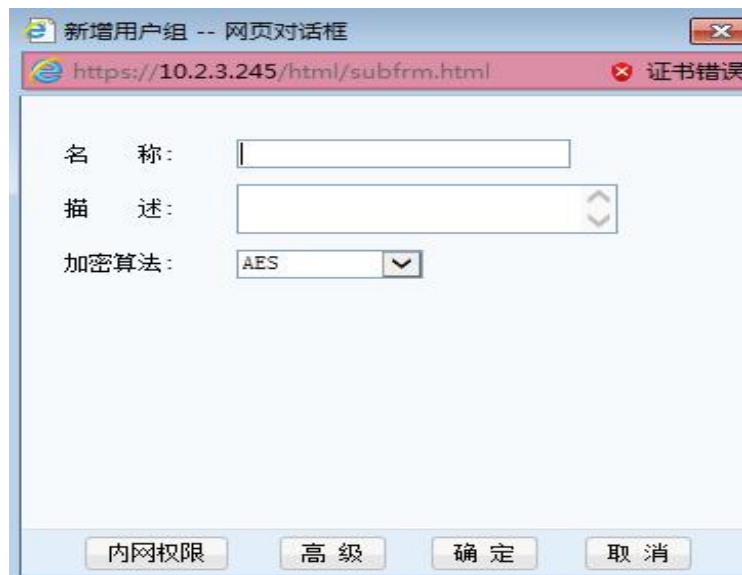 新增用户组 -- 网页对话框
https://10.2.3.245/html/subfrm.html 证书错误
名 称:
描 述:
加密算法: AES
内网权限 高 级 确 定 取 消